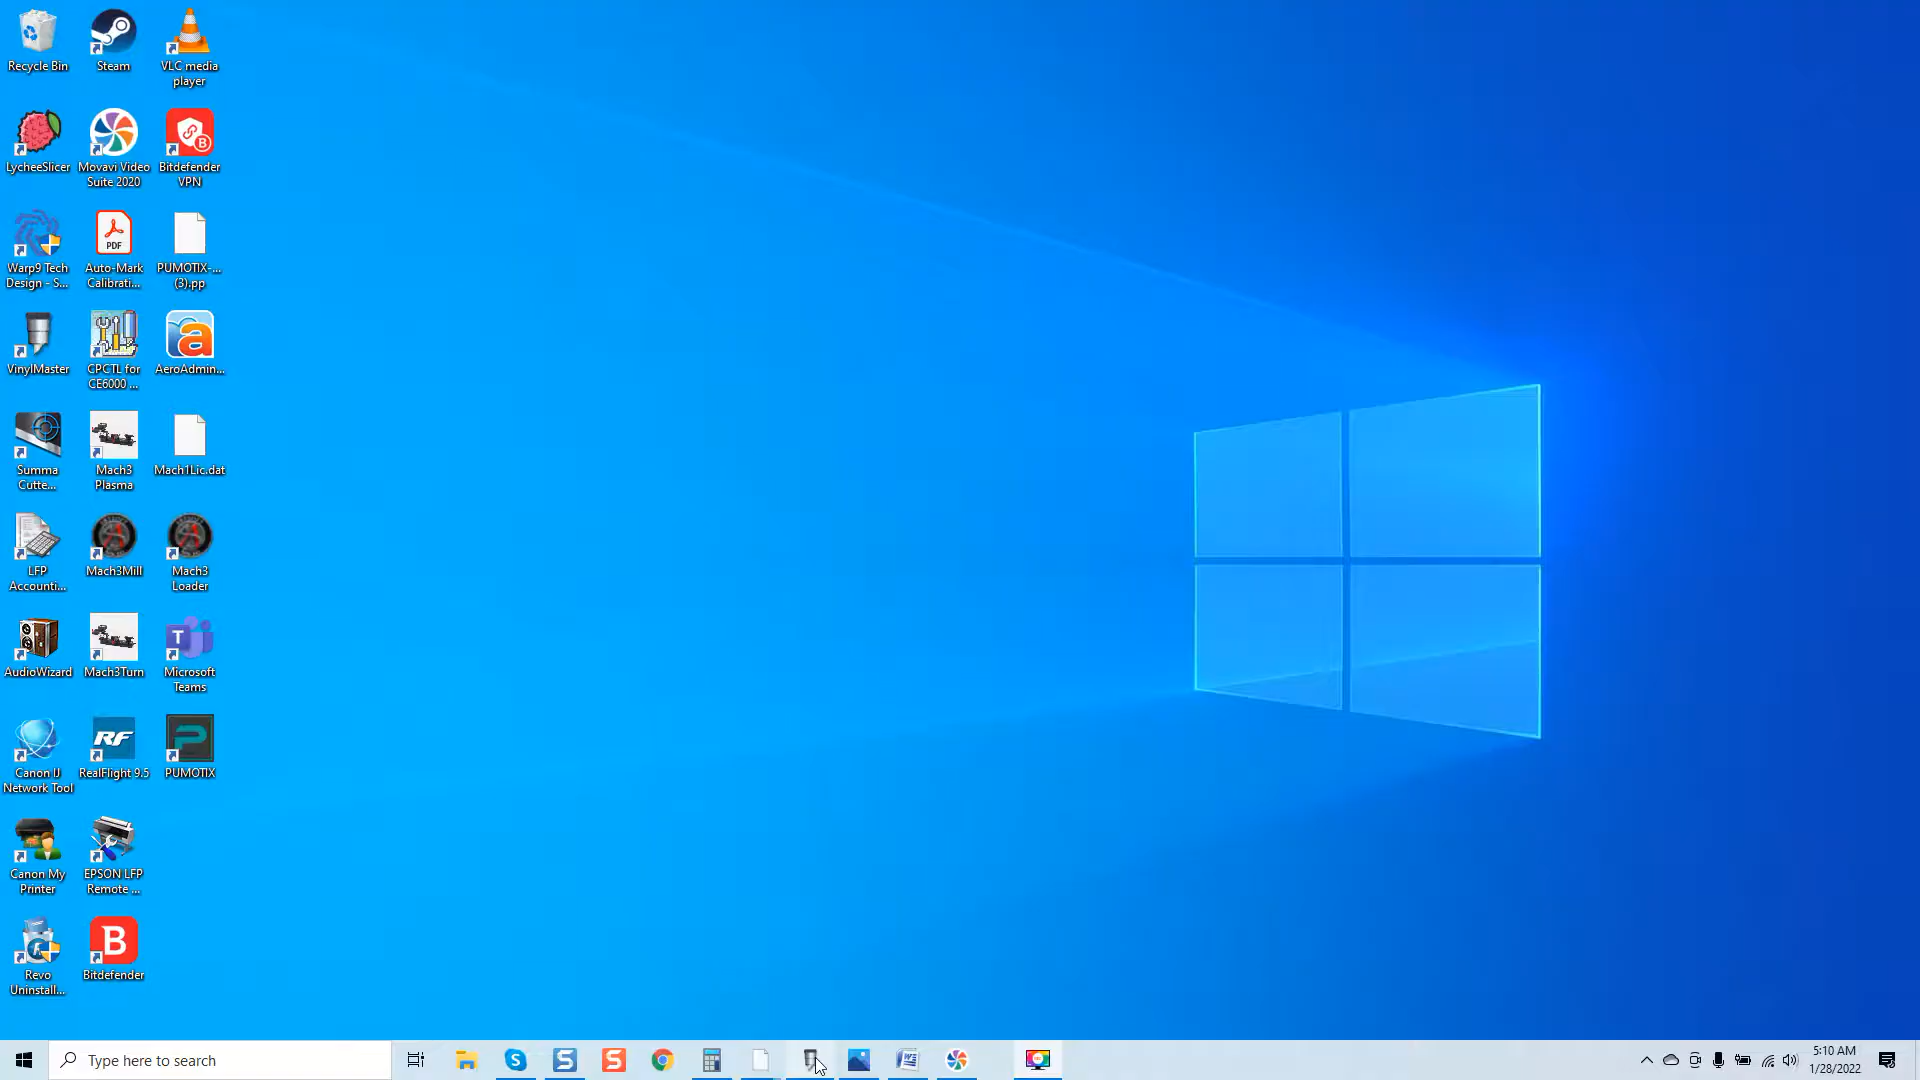 Recycle Bin
Steam
VLC media
player
LycheeSlicer
Movavi Video
Suite 2020
Bitdefender
VPN
Warp9 Tech
Design - S...
PDF
Auto-Mark
Calibrati...
PUMOTIX-...
(3).pp
VinylMaster
CPCTL for
CE6000 ...
a
AeroAdmin...
Summa
Cutte...
Mach3
Plasma
Mach1Lic.dat
LFP
Accounti...
Mach3Mill
Mach3
Loader
AudioWizard
Mach3Turn
T
Microsoft
Teams
Canon IJ
Network Tool
RF
RealFlight 9.5
P
PUMOTIX
Canon My
Printer
EPSON LFP
Remote ...
Revo
Uninstall...
B
Bitdefender
Type here to search
5:10 AM
1/28/2022